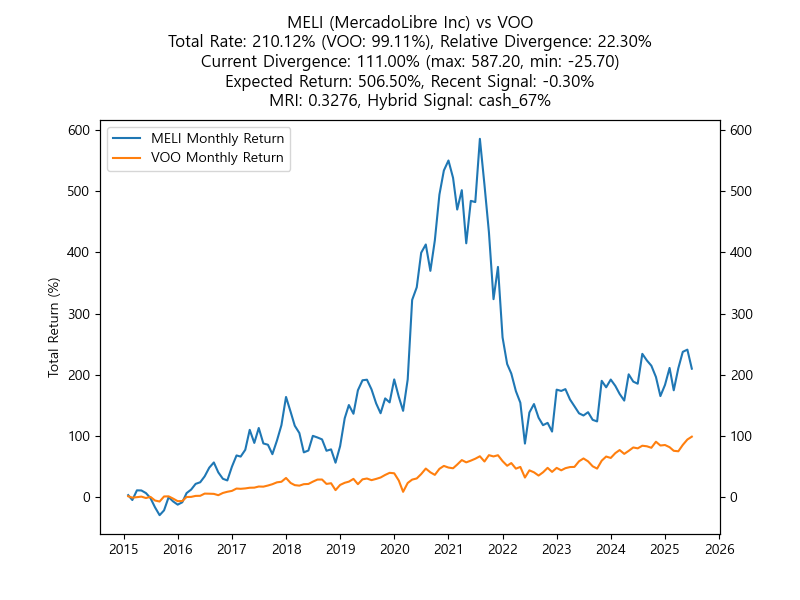 MELI (MercadoLibre Inc) vs VOO
Total Rate: 210.12% (VOO: 99.11%), Relative Divergence: 22.30%
Current Divergence: 111.00% (max: 587.20, min: -25.70)
Expected Return: 506.50%, Recent Signal: -0.30%
MRI: 0.3276, Hybrid Signal: cash_67%
MELI Monthly Return
VOO Monthly Return
Total Return (%)
600
500
400
300
200
100
0
600
500
400
300
200
100
0
2015 2016 2017 2018 2019 2020 2021 2022 2023 2024 2025 2026